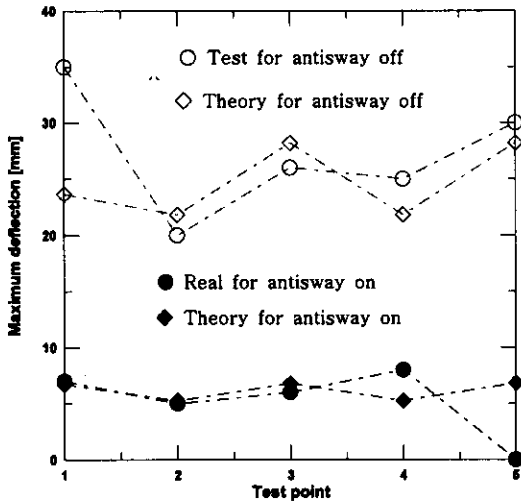 40
Test for antisway off
Theory for antisway off
30
Maximum deflection [mm]
20
Real for antisway on
Theory for antisway on
10
0
1 2 3 4 5
Test point